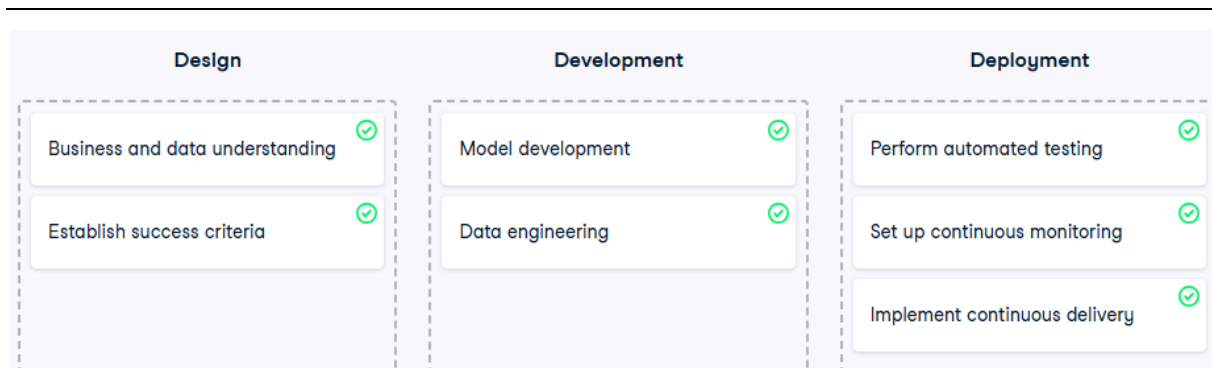 Design
Business and data understanding
Establish success criteria
Development
Model development
Data engineering
Deployment
Perform automated testing
Set up continuous monitoring
Implement continuous delivery